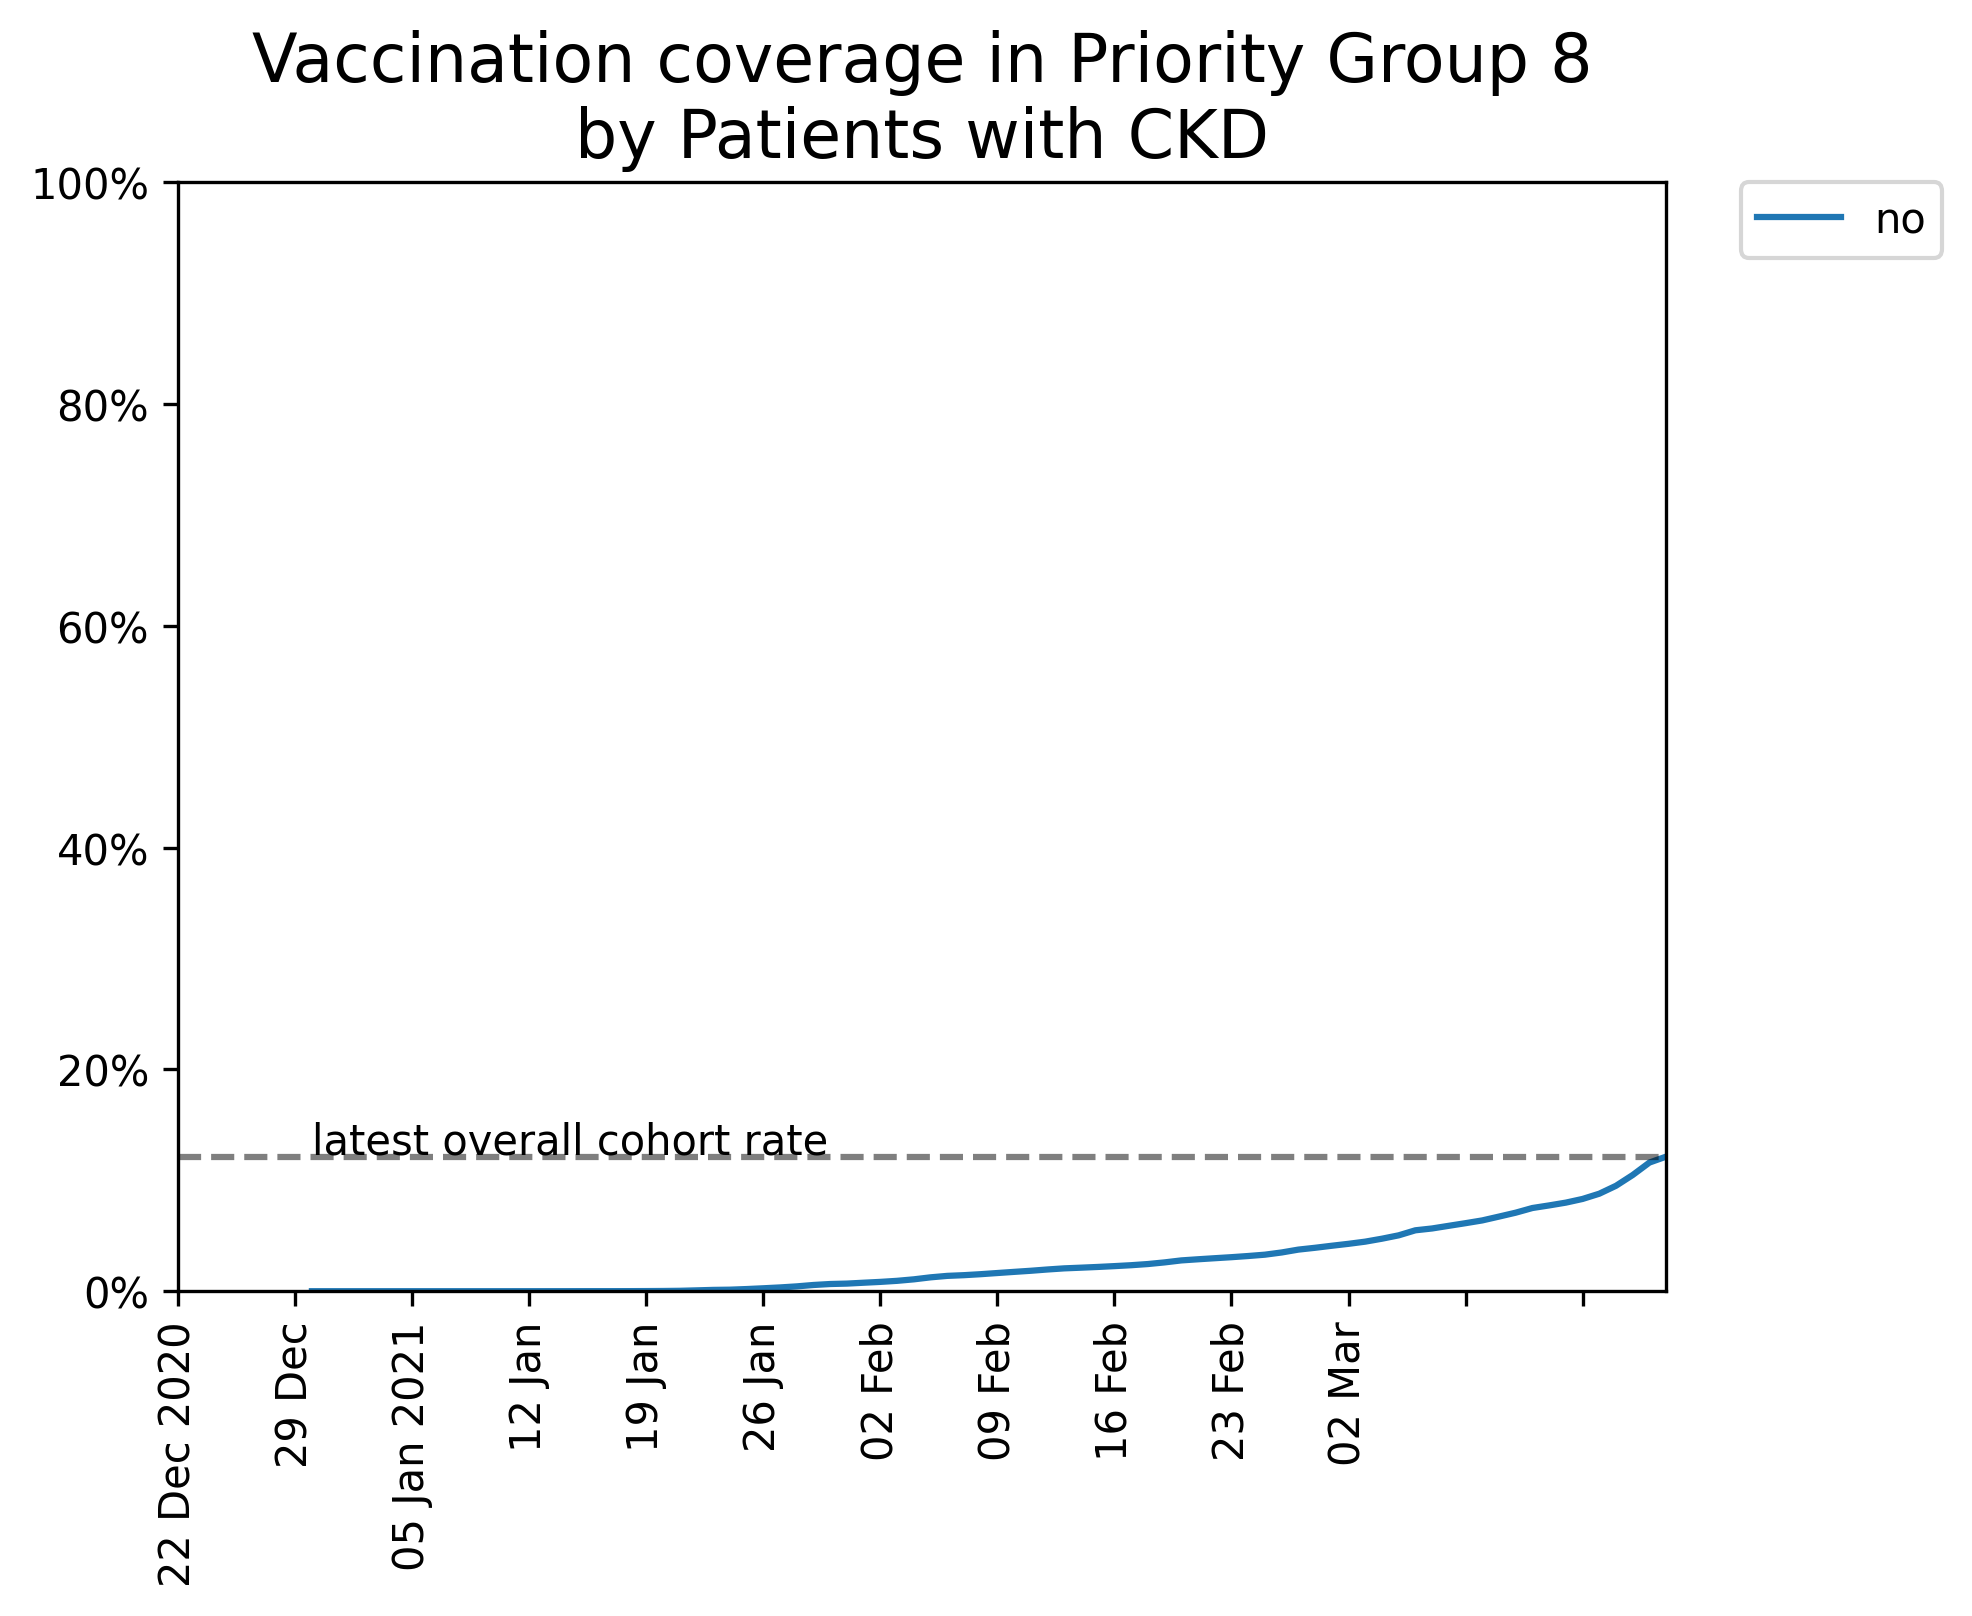 Vaccination coverage in Priority Group 8
by Patients with CKD
100%
80%
60%
40%
20%
0%
no
latest overall cohort rate
22 Dec 2020
29 Dec
05 Jan 2021
12 Jan
19 Jan
26 Jan
02 Feb
09 Feb
16 Feb
23 Feb
02 Mar